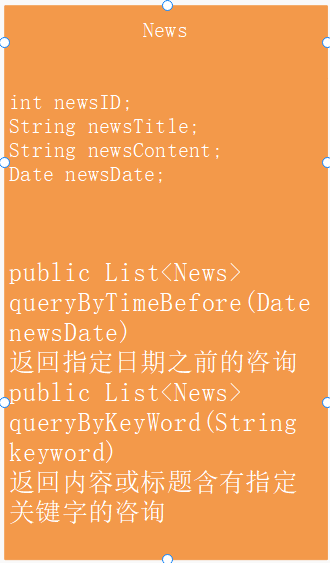 News
int newsID;
String newsTitle;
String newsContent;
Date newsDate;
public List<News>
queryByTimeBefore(Date
newsDate)
返回指定日期之前的咨询
public List<News>
queryByKeyWord(String
keyword)
返回内容或标题含有指定
关键字的咨询